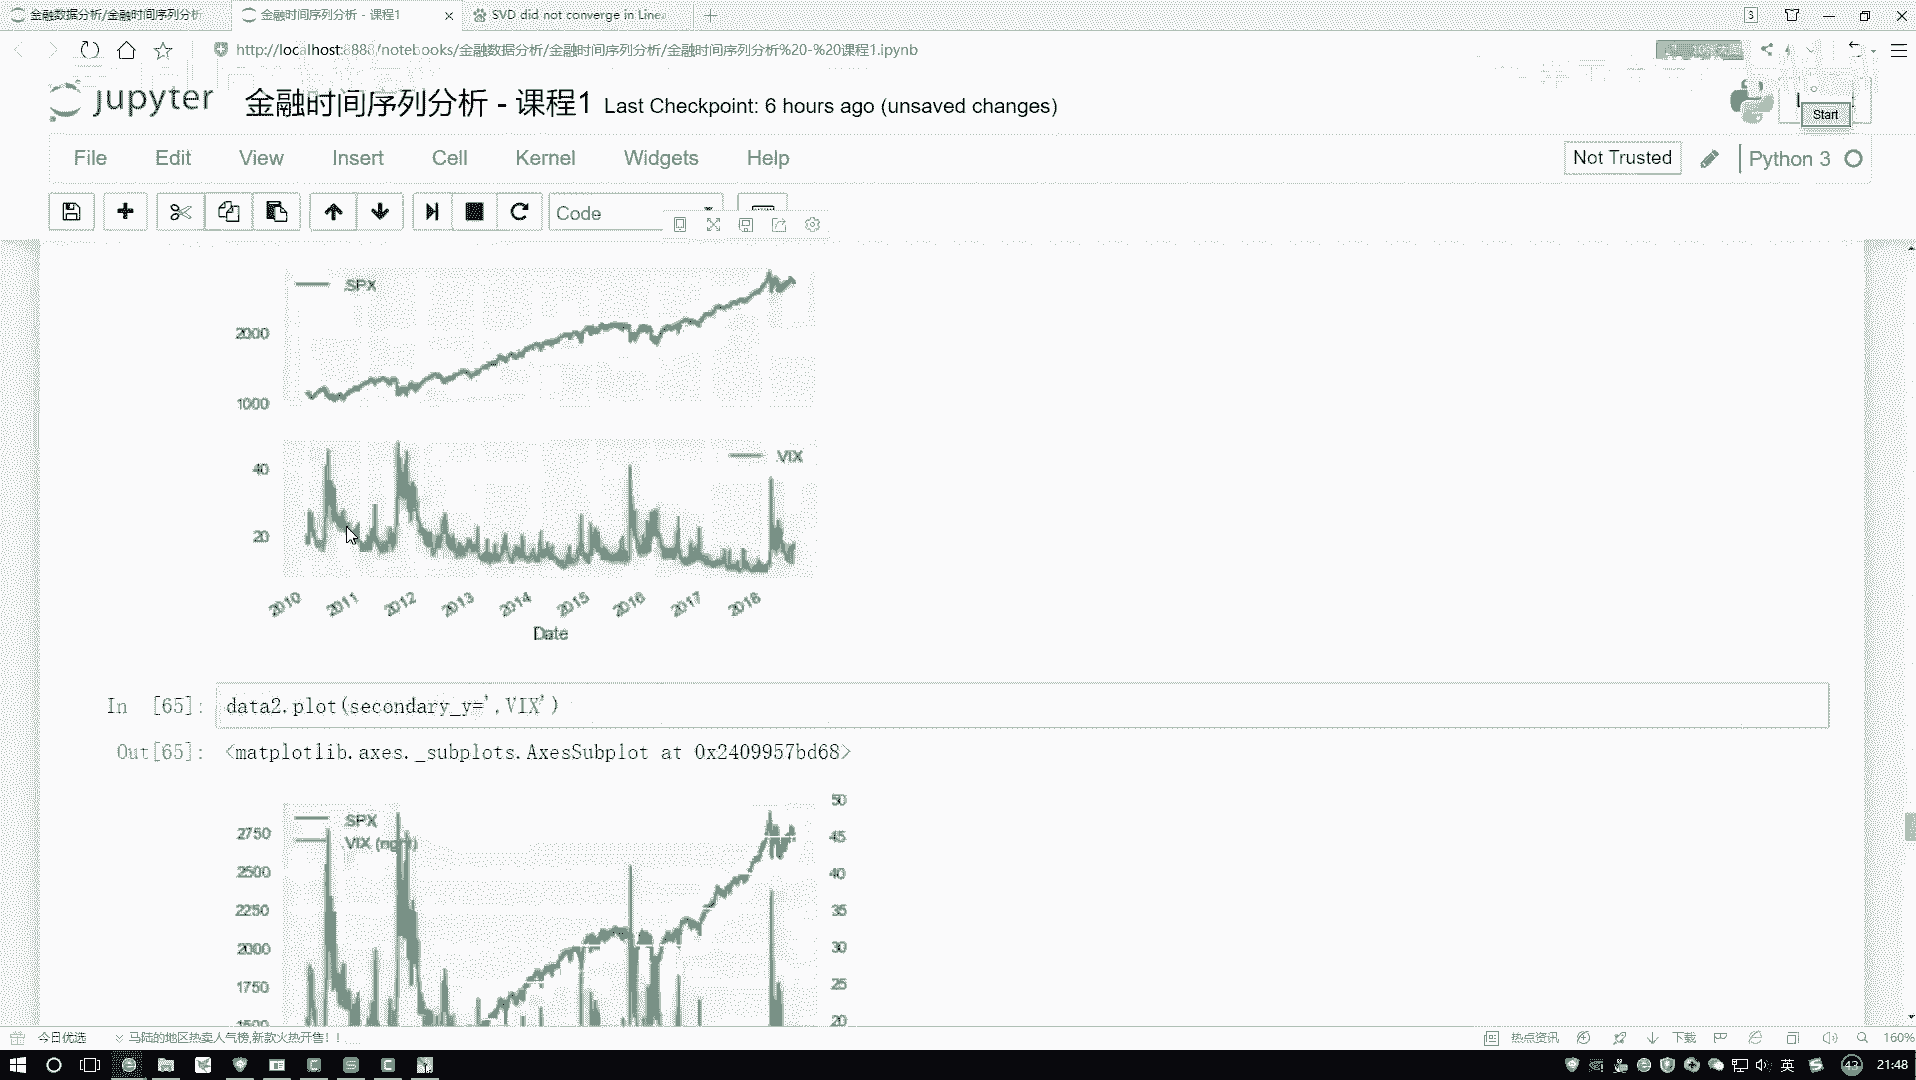 金融数据分析/金融时间序列分析
金融时间序列分析 - 课程1
SVD did not converge in Linea
http://localhost:8888/notebooks/金融数据分析/金融时间序列分析/金融时间序列分析%20-%20课程1.ipynb
jupyter 金融时间序列分析 - 课程1 Last Checkpoint: 6 hours ago (unsaved changes)
Start
File Edit View Insert Cell Kernel Widgets Help
Not Trusted Python 3
Code
SPX
2000
1000
VIX
40
20
2010 2011 2012 2013 2014 2015 2016 2017 2018
Date
In [65]: data2.plot(secondary_y=',VIX')
Out[65]: <matplotlib.axes._subplots.AxesSubplot at 0x2409957bd68>
SPX
VIX (right)
2750
2500
2250
2000
1750
1500
50
45
40
35
30
25
20
今日优选 马陆的地区热卖人气榜,新款火热开售!! 热点资讯 下载 160%
英 43 21:48